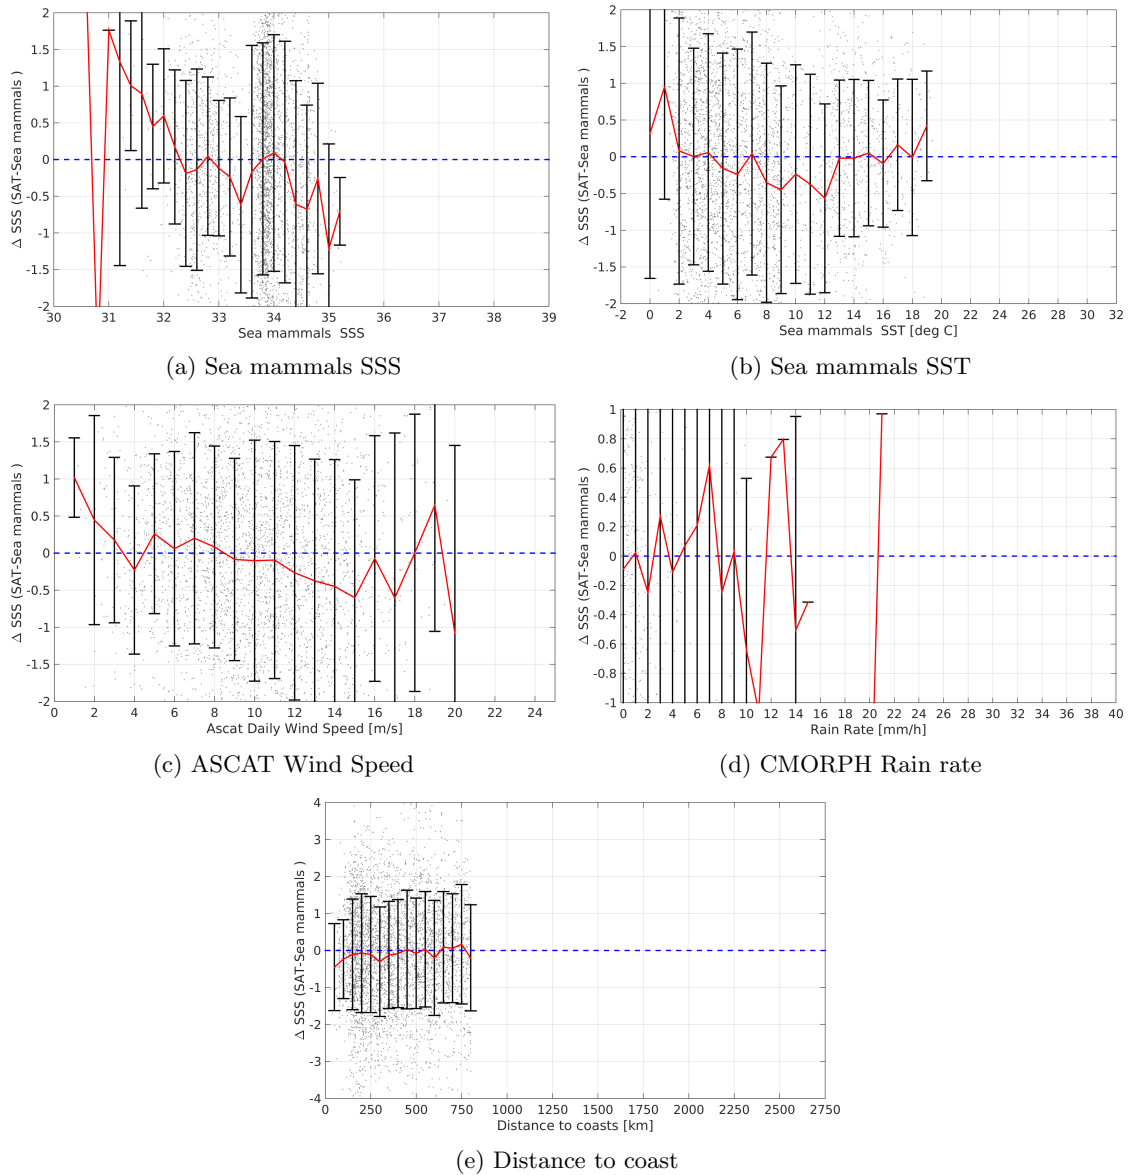 2
1.5
1
0.5
0
-0.5
-1
-1.5
-2
Δ SSS (SAT-Sea mammals )
30 31 32 33 34 35 36 37 38 39
Sea mammals SSS
(a) Sea mammals SSS
2
1.5
1
0.5
0
-0.5
-1
-1.5
-2
Δ SSS (SAT-Sea mammals )
-2 0 2 4 6 8 10 12 14 16 18 20 22 24 26 28 30 32
Sea mammals SST [deg C]
(b) Sea mammals SST
2
1.5
1
0.5
0
-0.5
-1
-1.5
-2
Δ SSS (SAT-Sea mammals )
0 2 4 6 8 10 12 14 16 18 20 22 24
Ascat Daily Wind Speed [m/s]
(c) ASCAT Wind Speed
1
0.8
0.6
0.4
0.2
0
-0.2
-0.4
-0.6
-0.8
-1
Δ SSS (SAT-Sea mammals )
0 2 4 6 8 10 12 14 16 18 20 22 24 26 28 30 32 34 36 38 40
Rain Rate [mm/h]
(d) CMORPH Rain rate
4
3
2
1
0
-1
-2
-3
-4
Δ SSS (SAT-Sea mammals )
0 250 500 750 1000 1250 1500 1750 2000 2250 2500 2750
Distance to coasts [km]
(e) Distance to coast